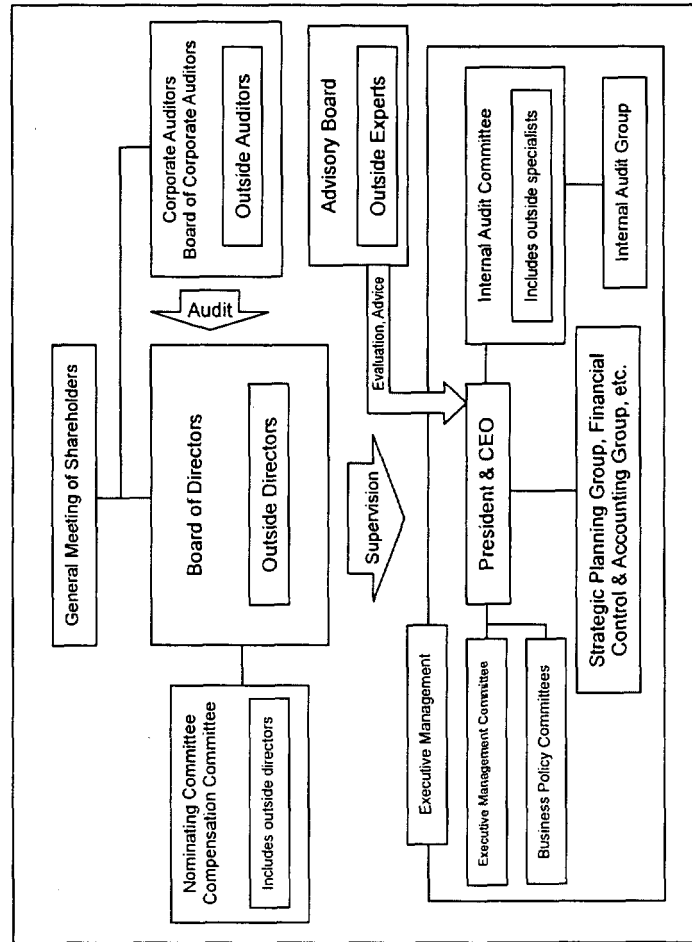 General Meeting of Shareholders
Nominating Committee
Compensation Committee
Includes outside directors
Board of Directors
Outside Directors
Audit
Corporate Auditors
Board of Corporate Auditors
Outside Auditors
Supervision
Advisory Board
Outside Experts
Evaluation, Advice
Executive Management
Executive Management Committee
Business Policy Committees
President & CEO
Internal Audit Committee
Includes outside specialists
Internal Audit Group
Strategic Planning Group, Financial
Control & Accounting Group, etc.